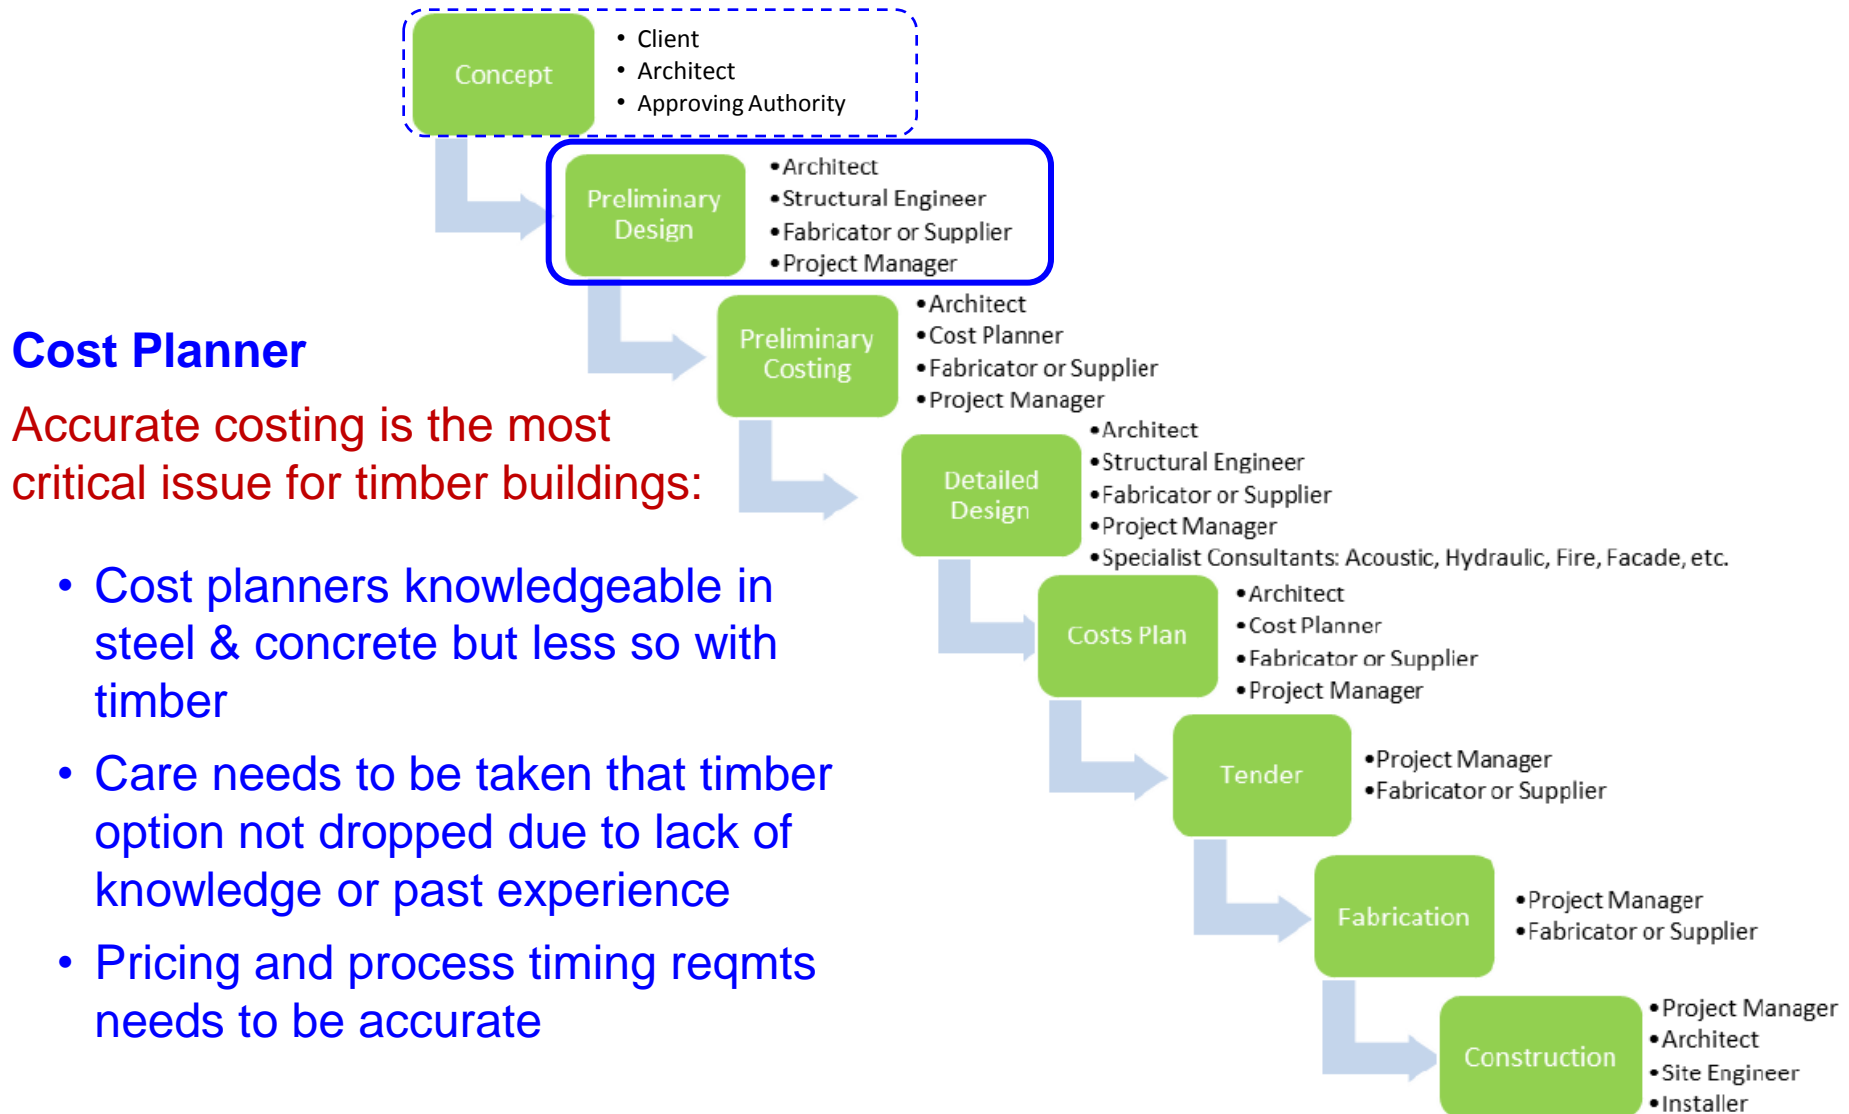 Concept
• Client
• Architect
• Approving Authority
Preliminary
Design
•Architect
•Structural Engineer
•Fabricator or Supplier
•Project Manager
Preliminary
Costing
•Architect
•Cost Planner
•Fabricator or Supplier
•Project Manager
Cost Planner
Accurate costing is the most
critical issue for timber buildings:
• Cost planners knowledgeable in
steel & concrete but less so with
timber
• Care needs to be taken that timber
option not dropped due to lack of
knowledge or past experience
• Pricing and process timing reqmts
needs to be accurate
Detailed
Design
•Architect
•Structural Engineer
•Fabricator or Supplier
•Project Manager
•Specialist Consultants: Acoustic, Hydraulic, Fire, Facade, etc.
Costs Plan
•Architect
•Cost Planner
•Fabricator or Supplier
•Project Manager
Tender
•Project Manager
•Fabricator or Supplier
Fabrication
•Project Manager
•Fabricator or Supplier
Construction
•Project Manager
•Architect
•Site Engineer
•Installer